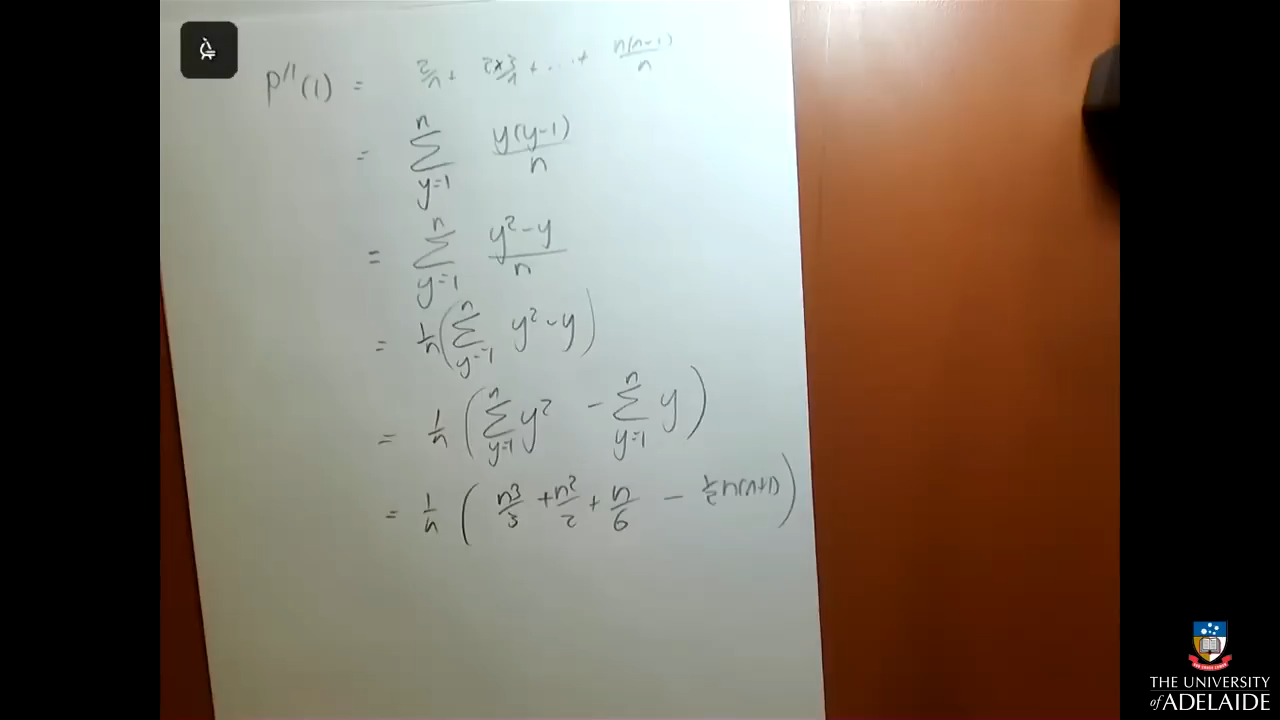 P''(1) = 2/n + 2×3/n + ... + n(n-1)/n
= Σ_{y=1}^{n} y(y-1)/n
= Σ_{y=1}^{n} y² - y/n
= 1/n (Σ_{y=1}^{n} y² - y)
= 1/n (Σ_{y=1}^{n} y² - Σ_{y=1}^{n} y)
= 1/n (n³/3 + n²/2 + n/6 - 1/2 n(n+1))
THE UNIVERSITY
of ADELAIDE